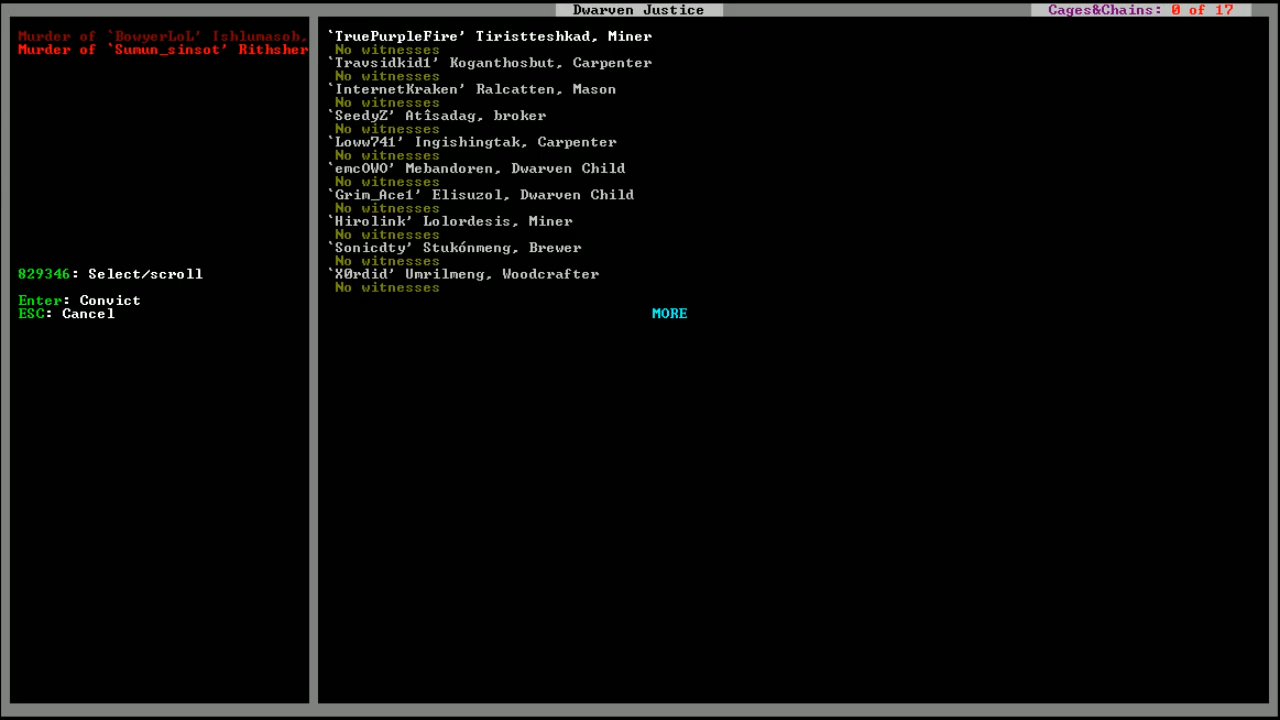 Dwarven Justice
Cages&Chains: 0 of 17
Murder of `BowyerLoL' Ishlumasob,
Murder of `Sumun_sinsot' Rithsher
`TruePurpleFire' Tiristteshkad, Miner
No witnesses
`Travsidkid1' Koganthosbut, Carpenter
No witnesses
`InternetKraken' Ralcatten, Mason
No witnesses
`SeedyZ' Atîsadag, broker
No witnesses
`Loww741' Ingishingtak, Carpenter
No witnesses
`emcOWO' Mebandoren, Dwarven Child
No witnesses
`Grim_Ace1' Elisuzol, Dwarven Child
No witnesses
`Hirolink' Lolordesis, Miner
No witnesses
`Sonicdty' Stukónmeng, Brewer
No witnesses
`X0rdid' Umrilmeng, Woodcrafter
No witnesses
MORE
829346: Select/scroll
Enter: Convict
ESC: Cancel